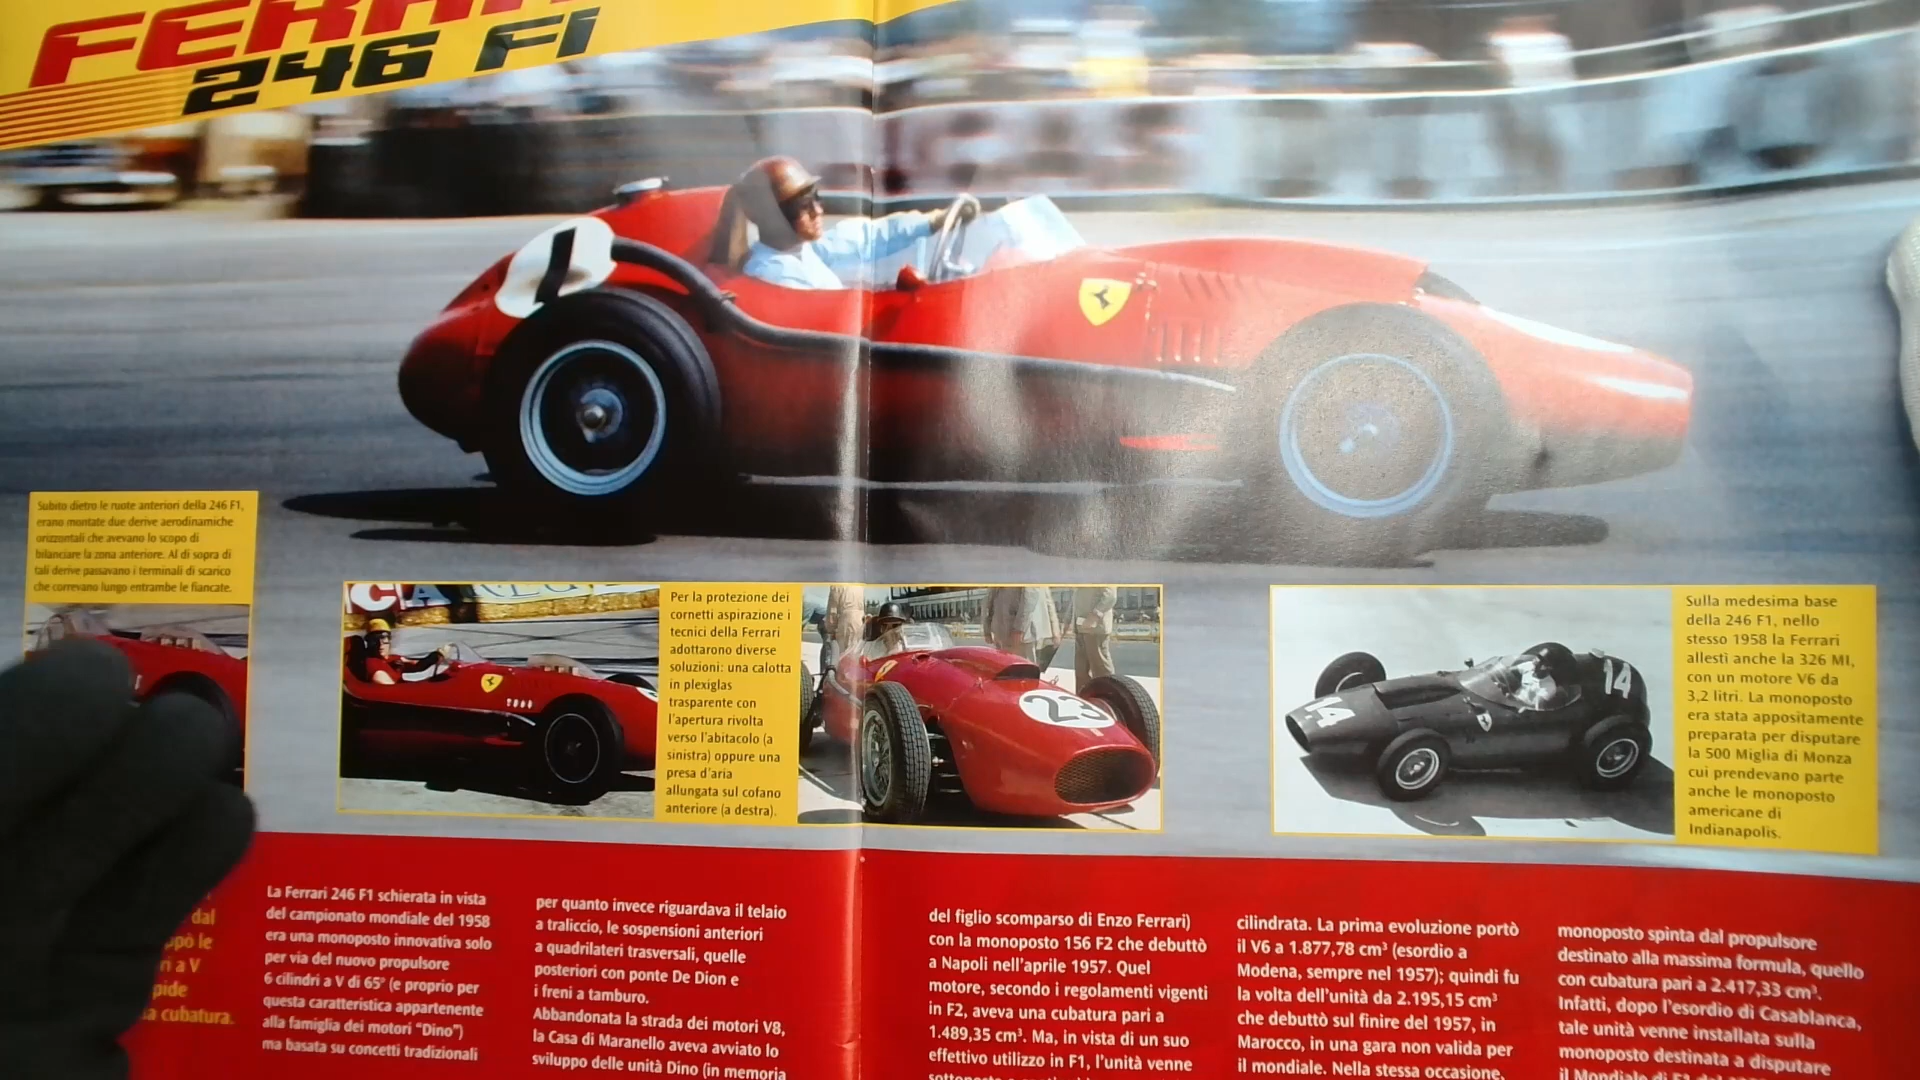 FERRARI
246 F1
1
Subito dietro le ruote anteriori della 246 F1,
erano montate due derive aerodinamiche
orizzontali che avevano lo scopo di
bilanciare la zona anteriore. Al di sopra di
tali derive passavano i terminali di scarico
che correvano lungo entrambe le fiancate.
Per la protezione dei
cornetti aspirazione i
tecnici della Ferrari
adottarono diverse
soluzioni: una calotta
in plexiglas
trasparente con
l'apertura rivolta
verso l'abitacolo (a
sinistra) oppure una
presa d'aria
allungata sul cofano
anteriore (a destra).
23
14
14
Sulla medesima base
della 246 F1, nello
stesso 1958 la Ferrari
allestì anche la 326 MI,
con un motore V6 da
3,2 litri. La monoposto
era stata appositamente
preparata per disputare
la 500 Miglia di Monza
cui prendevano parte
anche le monoposto
americane di
Indianapolis.
dal
ppò le
ri a V
pide
la cubatura.
La Ferrari 246 F1 schierata in vista
del campionato mondiale del 1958
era una monoposto innovativa solo
per via del nuovo propulsore
6 cilindri a V di 65° (e proprio per
questa caratteristica appartenente
alla famiglia dei motori “Dino”)
ma basata su concetti tradizionali
per quanto invece riguardava il telaio
a traliccio, le sospensioni anteriori
a quadrilateri trasversali, quelle
posteriori con ponte De Dion e
i freni a tamburo.
Abbandonata la strada dei motori V8,
la Casa di Maranello aveva avviato lo
sviluppo delle unità Dino (in memoria
del figlio scomparso di Enzo Ferrari)
con la monoposto 156 F2 che debuttò
a Napoli nell'aprile 1957. Quel
motore, secondo i regolamenti vigenti
in F2, aveva una cubatura pari a
1.489,35 cm³. Ma, in vista di un suo
effettivo utilizzo in F1, l'unità venne
cilindrata. La prima evoluzione portò
il V6 a 1.877,78 cm³ (esordio a
Modena, sempre nel 1957); quindi fu
la volta dell'unità da 2.195,15 cm³
che debuttò sul finire del 1957, in
Marocco, in una gara non valida per
il mondiale. Nella stessa occasione,
monoposto spinta dal propulsore
destinato alla massima formula, quello
con cubatura pari a 2.417,33 cm³.
Infatti, dopo l'esordio di Casablanca,
tale unità venne installata sulla
monoposto destinata a disputare
il Mondiale di F1